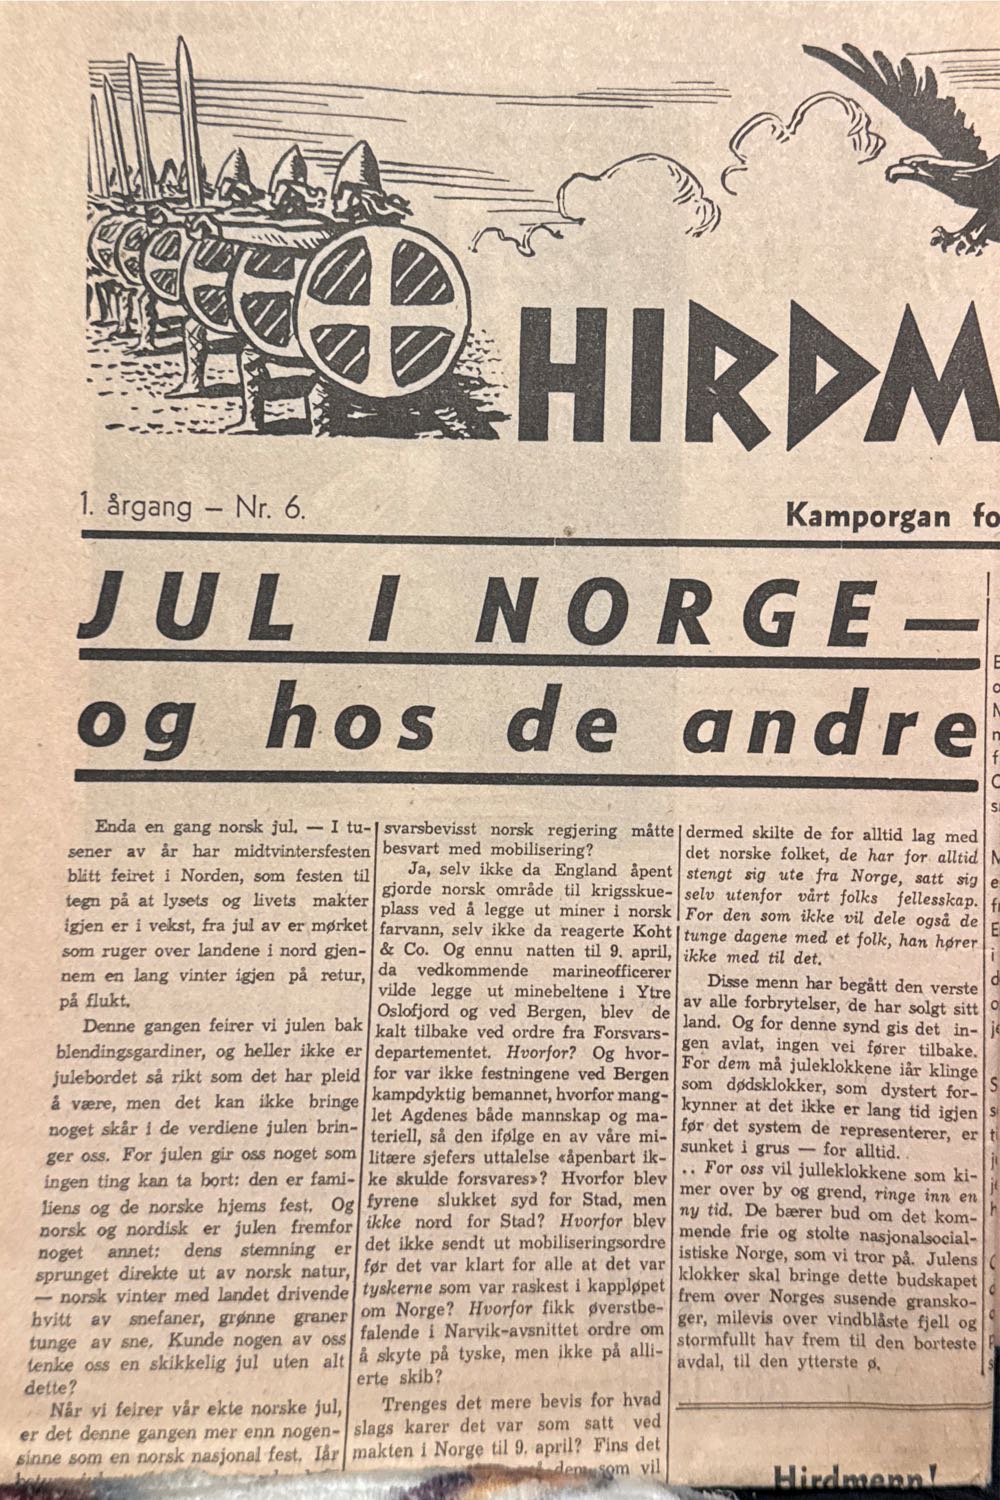 HIRDM
1. årgang – Nr. 6.
Kamporgan fo
JUL I NORGE —
og hos de andre
Enda en gang norsk jul. — I tu-
sener av år har midtvintersfesten
blitt feiret i Norden, som festen til
tegn på at lysets og livets makter
igjen er i vekst, fra jul av er mørket
som ruger over landene i nord gjen-
nem en lang vinter igjen på retur,
på flukt.
Denne gangen feirer vi julen bak
blendingsgardiner, og heller ikke er
julebordet så rikt som det har pleid
å være, men det kan ikke bringe
noget skår i de verdiene julen brin-
ger oss. For julen gir oss noget som
ingen ting kan ta bort: den er fami-
liens og de norske hjems fest. Og
norsk og nordisk er julen fremfor
noget annet: dens stemning er
sprunget direkte ut av norsk natur,
— norsk vinter med landet drivende
hvitt av snefaner, grønne graner
tunge av sne. Kunde nogen av oss
tenke oss en skikkelig jul uten alt
dette?
Når vi feirer vår ekte norske jul,
er det denne gangen mer enn nogen-
sinne som en norsk nasjonal fest. Iår
svarsbevisst norsk regjering måtte
besvart med mobilisering?
Ja, selv ikke da England åpent
gjorde norsk område til krigsskue-
plass ved å legge ut miner i norsk
farvann, selv ikke da reagerte Koht
& Co. Og ennu natten til 9. april,
da vedkommende marineofficerer
vilde legge ut minebeltene i Ytre
Oslofjord og ved Bergen, blev de
kalt tilbake ved ordre fra Forsvars-
departementet. Hvorfor? Og hvor-
for var ikke festningene ved Bergen
kampdyktig bemannet, hvorfor mang-
let Agdenes både mannskap og ma-
teriell, så den ifølge en av våre mi-
litære sjefers uttalelse «åpenbart ik-
ke skulde forsvares»? Hvorfor blev
fyrene slukket syd for Stad, men
ikke nord for Stad? Hvorfor blev
det ikke sendt ut mobiliseringsordre
før det var klart for alle at det var
tyskerne som var raskest i kappløpet
om Norge? Hvorfor fikk øverstbe-
falende i Narvik-avsnittet ordre om
å skyte på tyske, men ikke på alli-
erte skib?
Trenges det mere bevis for hvad
slags karer det var som satt ved
makten i Norge til 9. april? Fins det
dem som vil
dermed skilte de for alltid lag med
det norske folket, de har for alltid
stengt sig ute fra Norge, satt sig
selv utenfor vårt folks fellesskap.
For den som ikke vil dele også de
tunge dagene med et folk, han hører
ikke med til det.
Disse menn har begått den verste
av alle forbrytelser, de har solgt sitt
land. Og for denne synd gis det in-
gen avlat, ingen vei fører tilbake.
For dem må juleklokkene iår klinge
som dødsklokker, som dystert for-
kynner at det ikke er lang tid igjen
før det system de representerer, er
sunket i grus — for alltid.
.. For oss vil julleklokkene som ki-
mer over by og grend, ringe inn en
ny tid. De bærer bud om det kom-
mende frie og stolte nasjonalsocial-
istiske Norge, som vi tror på. Julens
klokker skal bringe dette budskapet
frem over Norges susende gransko-
ger, milevis over vindblåste fjell og
stormfullt hav frem til den borteste
avdal, til den ytterste ø.
Hirdmenn!